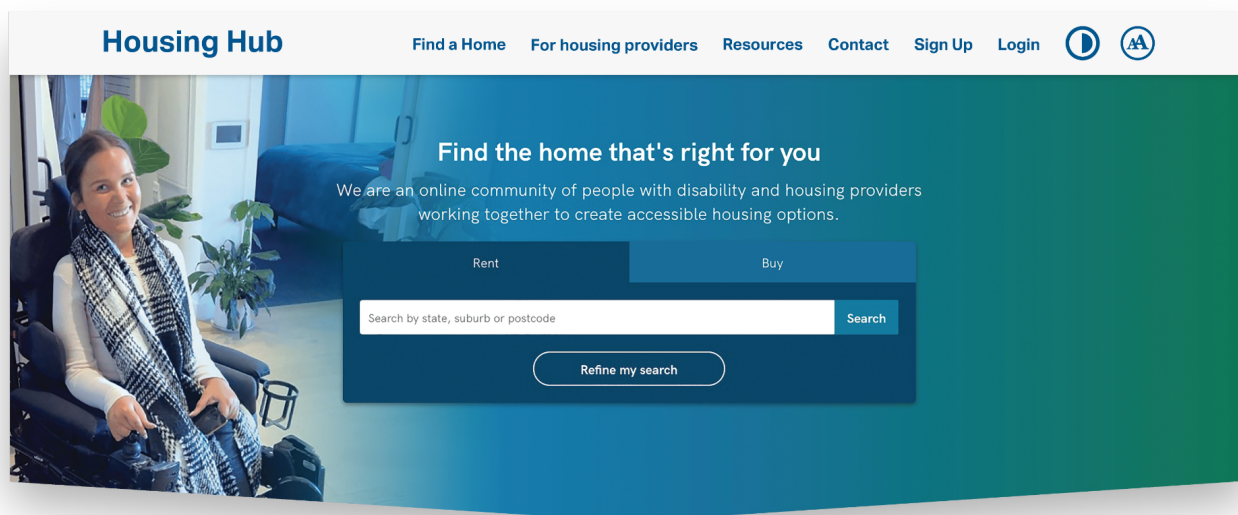 Housing Hub
Find a Home
For housing providers
Resources
Contact
Sign Up
Login
AA
Find the home that's right for you
We are an online community of people with disability and housing providers
working together to create accessible housing options.
Rent
Buy
Search by state, suburb or postcode
Search
Refine my search